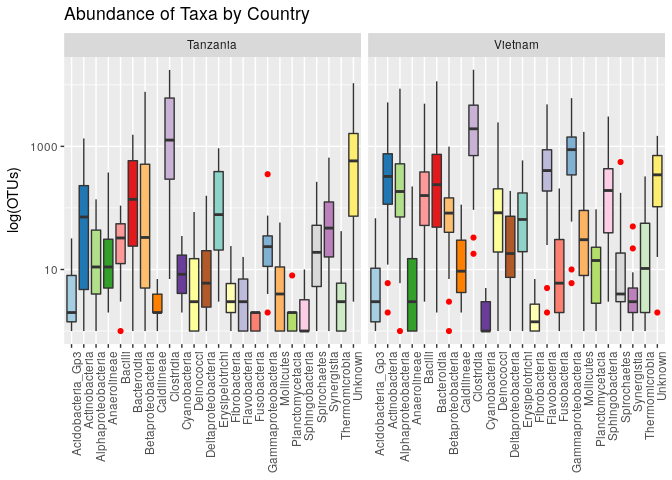 Abundance of Taxa by Country
Tanzania
Vietnam
log(OTUs)
1000
10
Acidobacteria_Gp3
Actinobacteria
Alphaproteobacteria
Anaerolineae
Bacilli
Bacteroidia
Betaproteobacteria
Caldilineae
Clostridia
Cyanobacteria
Deinococci
Deltaproteobacteria
Erysipelotrichi
Fibrobacteria
Flavobacteria
Fusobacteria
Gammaproteobacteria
Mollicutes
Planctomycetacia
Sphingobacteria
Spirochaetes
Synergistia
Thermomicrobia
Unknown
Acidobacteria_Gp3
Actinobacteria
Alphaproteobacteria
Anaerolineae
Bacilli
Bacteroidia
Betaproteobacteria
Caldilineae
Clostridia
Cyanobacteria
Deinococci
Deltaproteobacteria
Erysipelotrichi
Fibrobacteria
Flavobacteria
Fusobacteria
Gammaproteobacteria
Mollicutes
Planctomycetacia
Sphingobacteria
Spirochaetes
Synergistia
Thermomicrobia
Unknown